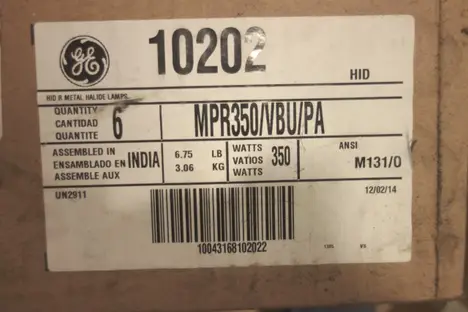 GE
10202
HID
HID R METAL HALIDE LAMPS
QUANTITY
CANTIDAD
QUANTITE
6
MPR350/VBU/PA
ASSEMBLED IN
ENSAMBLADO EN
ASSEMBLE AUX
INDIA
6.75 LB
3.06 KG
WATTS
VATIOS
WATTS
350
ANSI
M131/O
UN2911
12/02/14
10043168102022